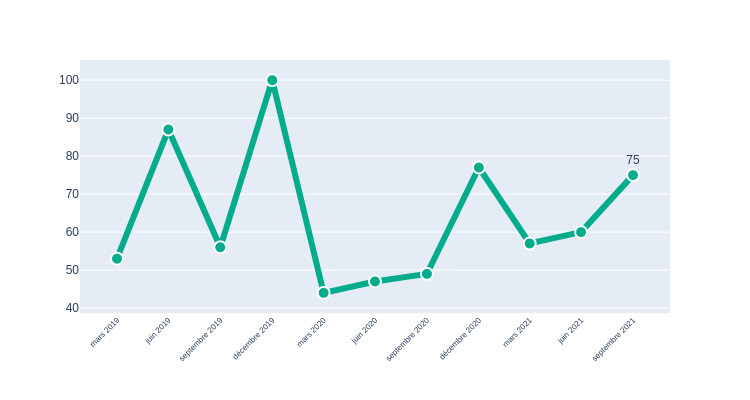 100
90
80
70
60
50
40
75
mars 2019
juin 2019
septembre 2019
décembre 2019
mars 2020
juin 2020
septembre 2020
décembre 2020
mars 2021
juin 2021
septembre 2021